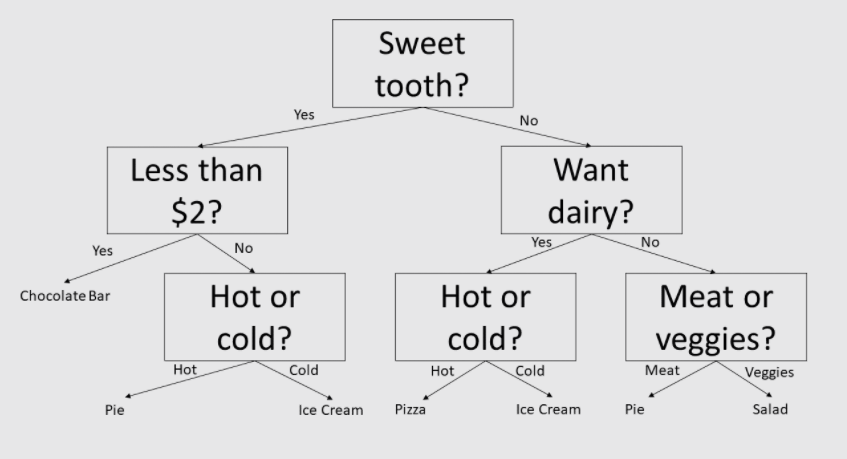 Sweet
tooth?
Yes
No
Less than
$2?
Want
dairy?
Yes
No
Yes
No
Chocolate Bar
Hot or
cold?
Hot or
cold?
Meat or
veggies?
Hot
Cold
Hot
Cold
Meat
Veggies
Pie
Ice Cream
Pizza
Ice Cream
Pie
Salad